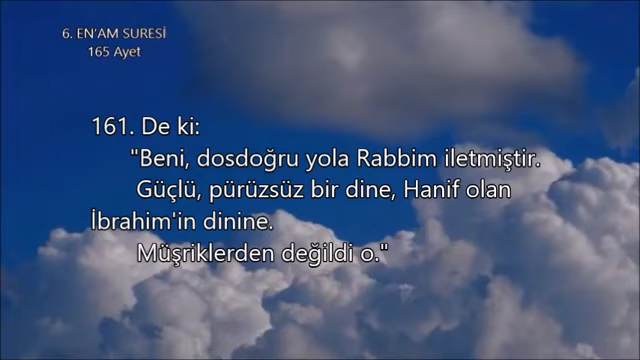 6. EN'AM SURESİ
165 Ayet
161. De ki:
"Beni, dosdoğru yola Rabbim iletmiştir.
Güçlü, pürüzsüz bir dine, Hanif olan
İbrahim'in dinine.
Müşriklerden değildi o."